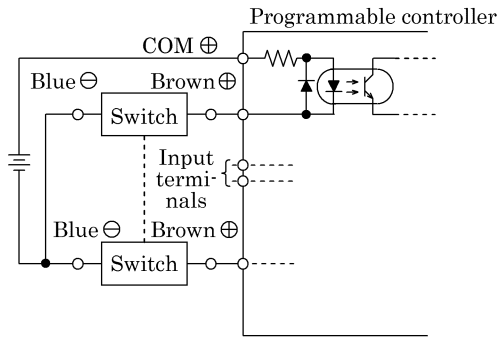 Programmable controller
COM ⊕
Blue ⊖
Brown ⊕
Switch
Input
termi-
nals
Blue ⊖
Brown ⊕
Switch